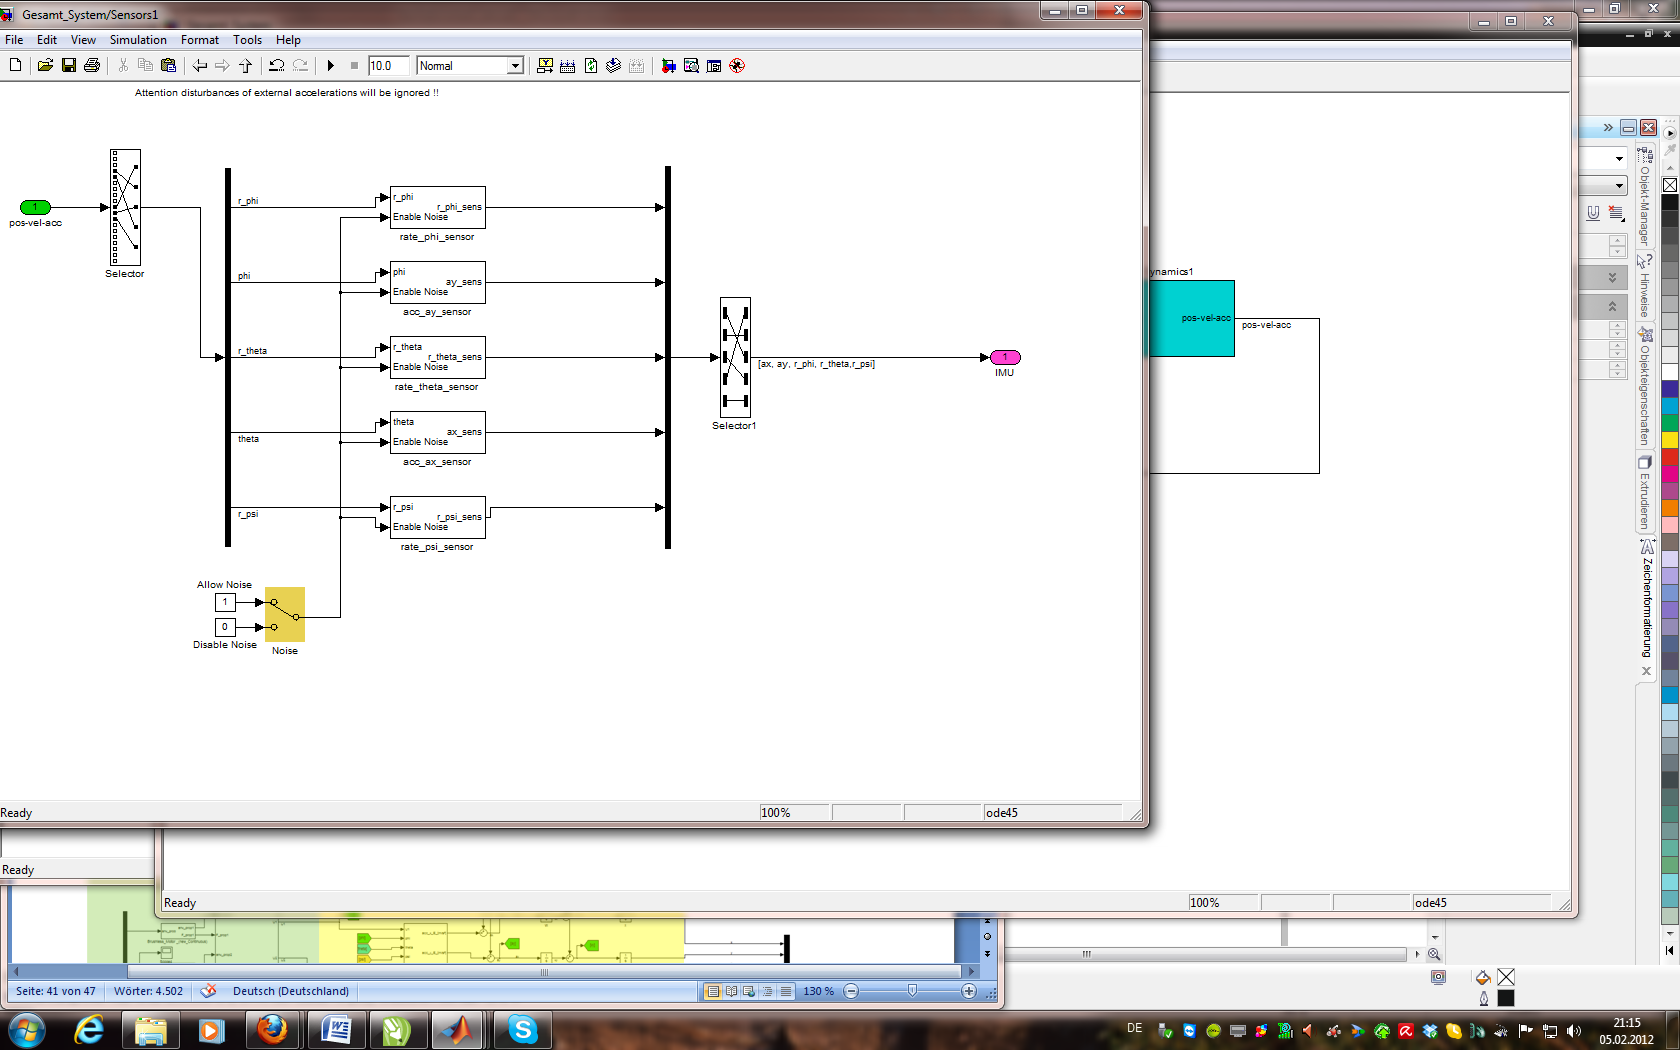 Gesamt_System/Sensors1
File Edit View Simulation Format Tools Help
10.0 Normal
Attention disturbances of external accelerations will be ignored !!
1
pos-vel-acc
Selector
r_phi
phi
r_theta
theta
r_psi
r_phi
r_phi_sens
Enable Noise
rate_phi_sensor
phi
ay_sens
Enable Noise
acc_ay_sensor
r_theta
r_theta_sens
Enable Noise
rate_theta_sensor
theta
ax_sens
Enable Noise
acc_ax_sensor
r_psi
r_psi_sens
Enable Noise
rate_psi_sensor
Selector1
[ax, ay, r_phi, r_theta,r_psi]
1
IMU
Allow Noise
1
0
Disable Noise
Noise
Ready 100% ode45
ynamics1
pos-vel-acc
pos-vel-acc
Objekt-Manager
Hinweise
Objekteigenschaften
Extrudieren
Zeichenformatierung
Ready
Ready 100% ode45
Seite: 41 von 47 Wörter: 4.502 Deutsch (Deutschland) 130 %
DE
21:15
05.02.2012